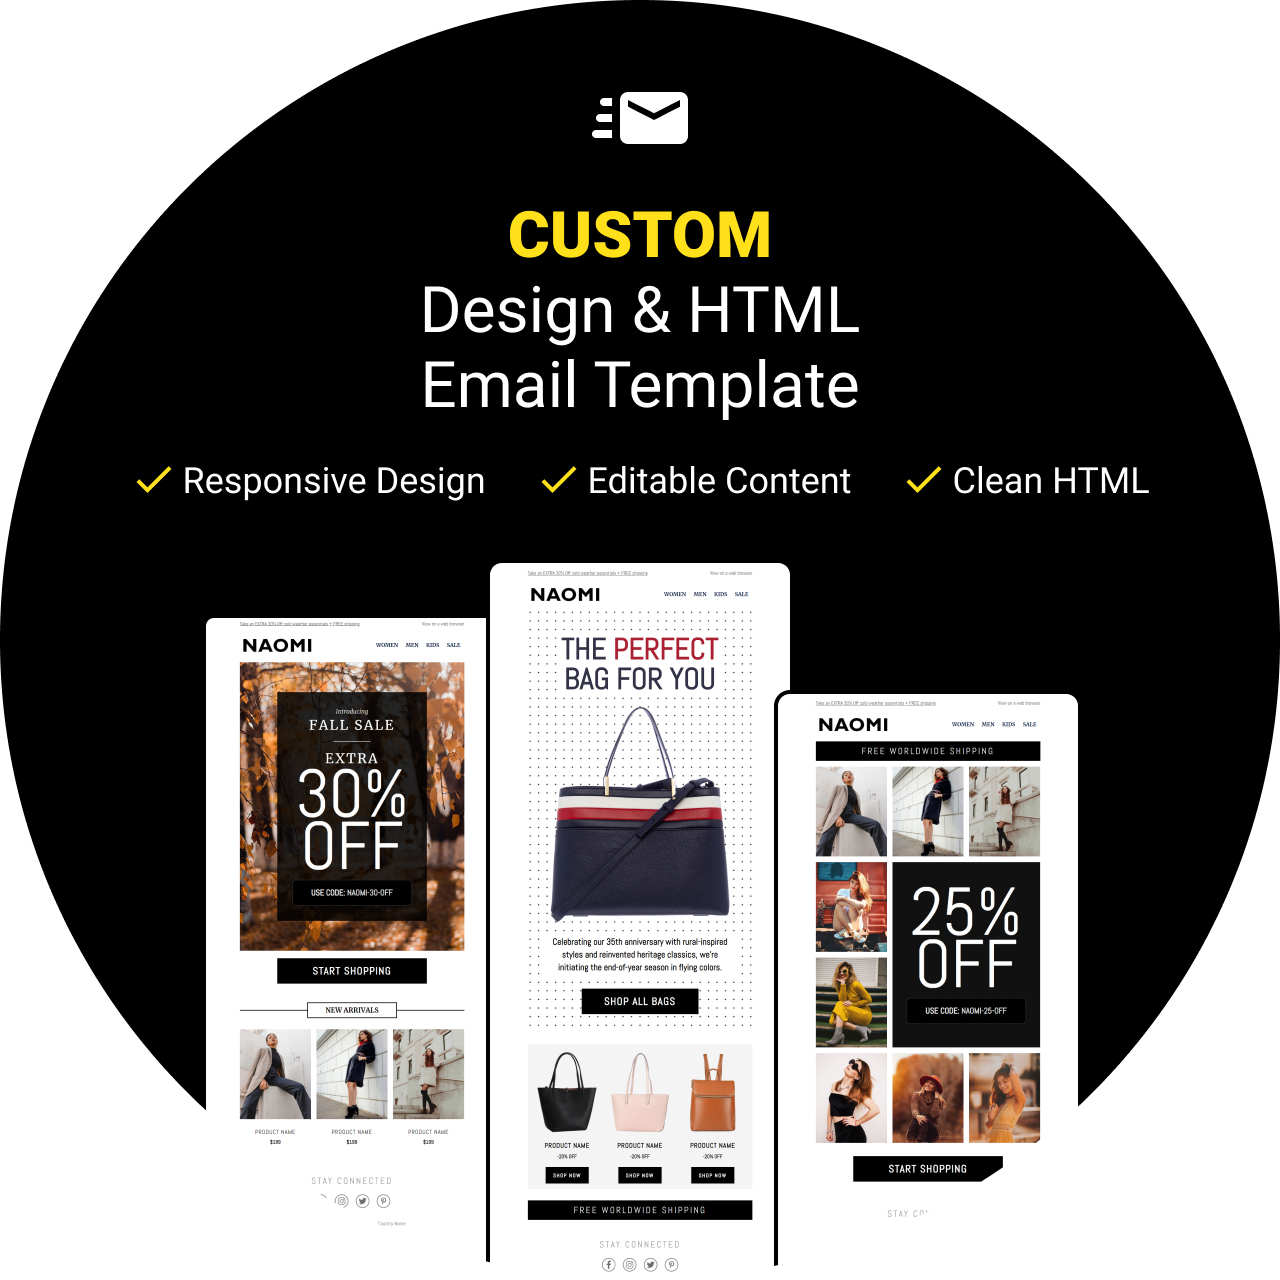 CUSTOM
Design & HTML
Email Template
Responsive Design
Editable Content
Clean HTML
Take an EXTRA 30% Off cold weather essentials + FREE shipping
View on a web browser
NAOMI
WOMEN MEN KIDS SALE
Introducing
FALL SALE
EXTRA
30%
OFF
USE CODE: NAOMI-30-OFF
START SHOPPING
NEW ARRIVALS
PRODUCT NAME PRODUCT NAME PRODUCT NAME
$199 $199 $199
STAY CONNECTED
Take an EXTRA 30% Off cold weather essentials + FREE shipping
View on a web browser
NAOMI
WOMEN MEN KIDS SALE
THE PERFECT
BAG FOR YOU
Celebrating our 35th anniversary with rural-inspired
styles and reinvented heritage classics, we're
initiating the end-of-year season in flying colors.
SHOP ALL BAGS
PRODUCT NAME PRODUCT NAME PRODUCT NAME
-20% OFF -20% OFF -20% OFF
SHOP NOW SHOP NOW SHOP NOW
FREE WORLDWIDE SHIPPING
STAY CONNECTED
Take an EXTRA 30% Off cold weather essentials + FREE shipping
View on a web browser
NAOMI
WOMEN MEN KIDS SALE
FREE WORLDWIDE SHIPPING
25%
OFF
USE CODE: NAOMI-25-OFF
START SHOPPING
STAY